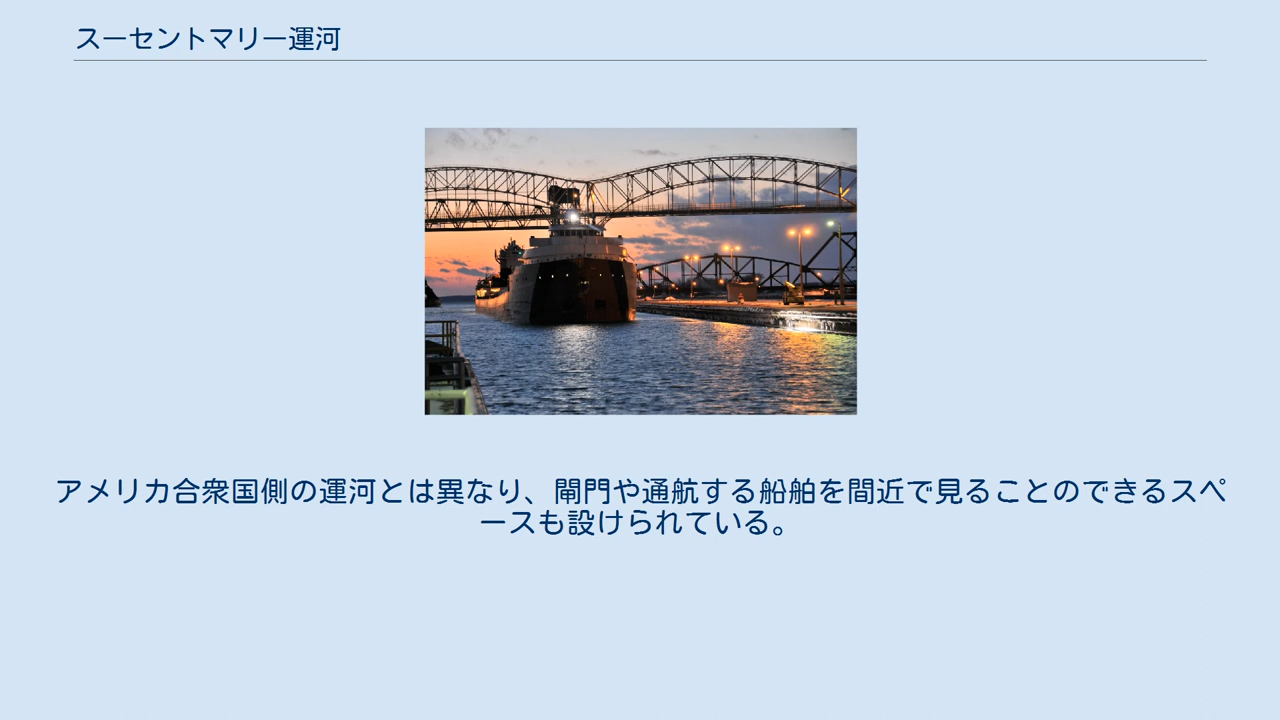 スーセントマリー運河
アメリカ合衆国側の運河とは異なり、閘門や通航する船舶を間近で見ることのできるスペ
ースも設けられている。